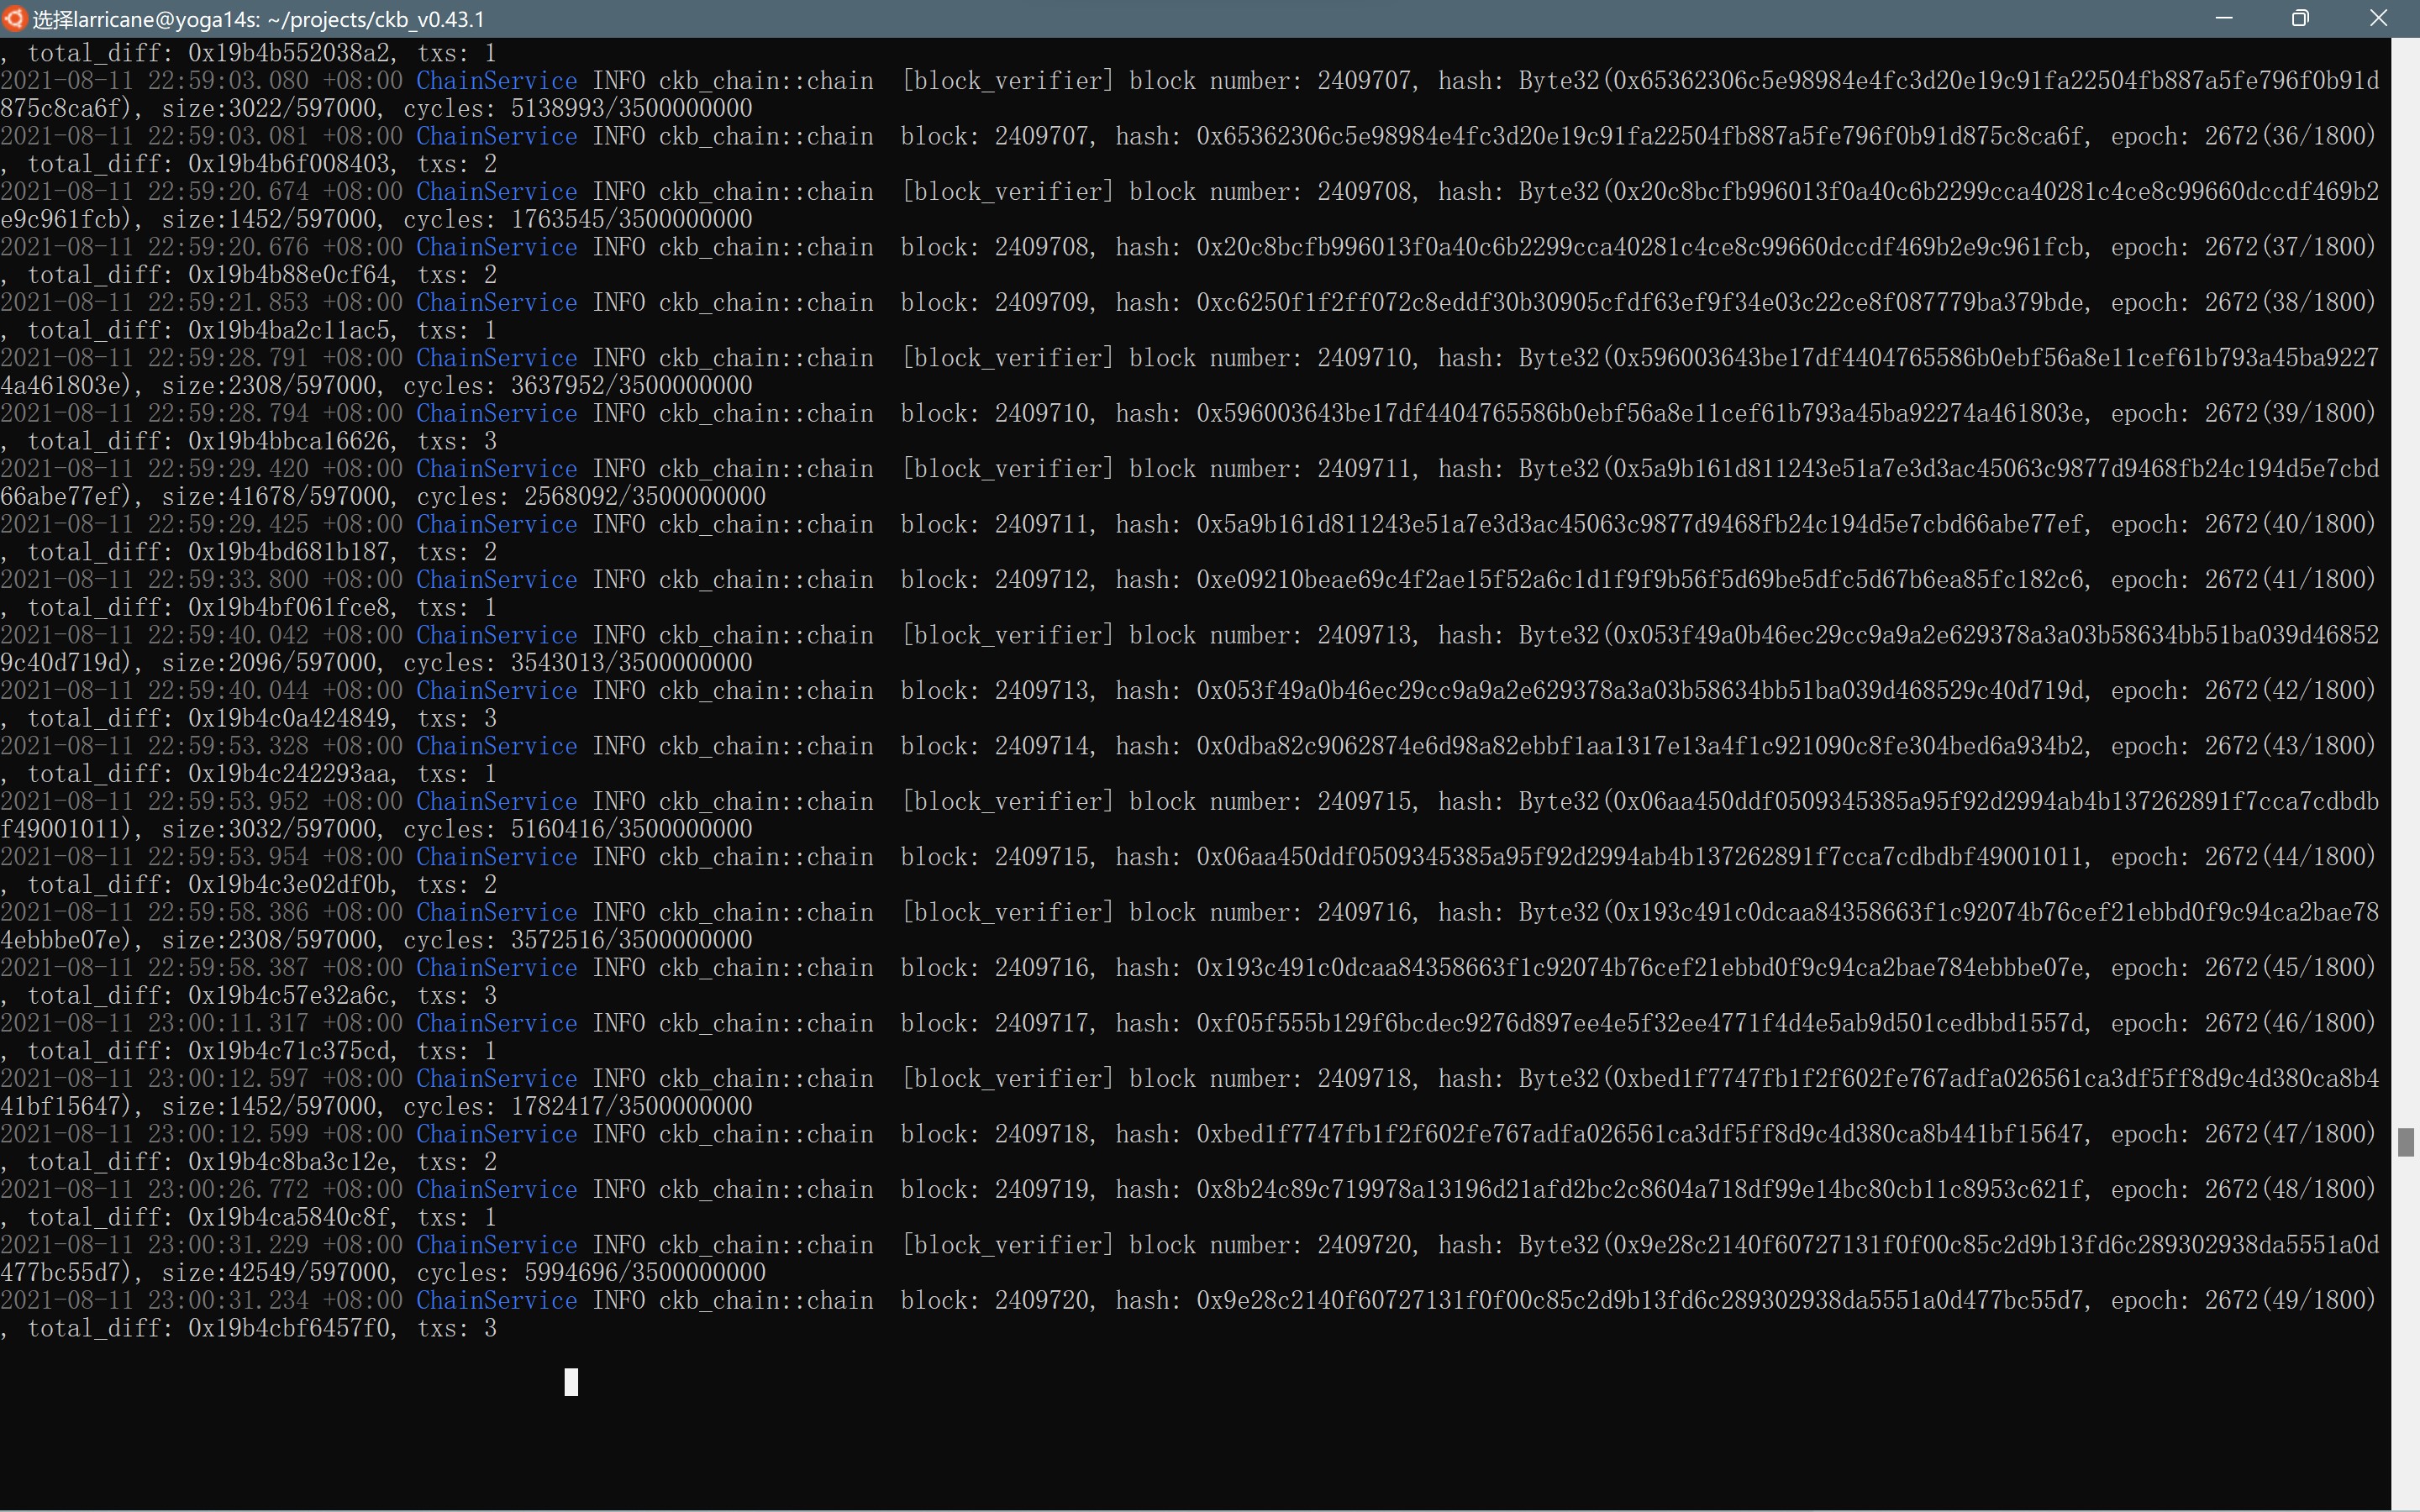 选择larricane@yoga14s: ~/projects/ckb_v0.43.1
, total_diff: 0x19b4b552038a2, txs: 1
2021-08-11 22:59:03.080 +08:00 ChainService INFO ckb_chain::chain  [block_verifier] block number: 2409707, hash: Byte32(0x65362306c5e98984e4fc3d20e19c91fa22504fb887a5fe796f0b91d
875c8ca6f), size:3022/597000, cycles: 5138993/3500000000
2021-08-11 22:59:03.081 +08:00 ChainService INFO ckb_chain::chain  block: 2409707, hash: 0x65362306c5e98984e4fc3d20e19c91fa22504fb887a5fe796f0b91d875c8ca6f, epoch: 2672(36/1800)
, total_diff: 0x19b4b6f008403, txs: 2
2021-08-11 22:59:20.674 +08:00 ChainService INFO ckb_chain::chain  [block_verifier] block number: 2409708, hash: Byte32(0x20c8bcfb996013f0a40c6b2299cca40281c4ce8c99660dccdf469b2
e9c961fcb), size:1452/597000, cycles: 1763545/3500000000
2021-08-11 22:59:20.676 +08:00 ChainService INFO ckb_chain::chain  block: 2409708, hash: 0x20c8bcfb996013f0a40c6b2299cca40281c4ce8c99660dccdf469b2e9c961fcb, epoch: 2672(37/1800)
, total_diff: 0x19b4b88e0cf64, txs: 2
2021-08-11 22:59:21.853 +08:00 ChainService INFO ckb_chain::chain  block: 2409709, hash: 0xc6250f1f2ff072c8eddf30b30905cfdf63ef9f34e03c22ce8f087779ba379bde, epoch: 2672(38/1800)
, total_diff: 0x19b4ba2c11ac5, txs: 1
2021-08-11 22:59:28.791 +08:00 ChainService INFO ckb_chain::chain  [block_verifier] block number: 2409710, hash: Byte32(0x596003643be17df4404765586b0ebf56a8e11cef61b793a45ba9227
4a461803e), size:2308/597000, cycles: 3637952/3500000000
2021-08-11 22:59:28.794 +08:00 ChainService INFO ckb_chain::chain  block: 2409710, hash: 0x596003643be17df4404765586b0ebf56a8e11cef61b793a45ba92274a461803e, epoch: 2672(39/1800)
, total_diff: 0x19b4bbca16626, txs: 3
2021-08-11 22:59:29.420 +08:00 ChainService INFO ckb_chain::chain  [block_verifier] block number: 2409711, hash: Byte32(0x5a9b161d811243e51a7e3d3ac45063c9877d9468fb24c194d5e7cbd
66abe77ef), size:41678/597000, cycles: 2568092/3500000000
2021-08-11 22:59:29.425 +08:00 ChainService INFO ckb_chain::chain  block: 2409711, hash: 0x5a9b161d811243e51a7e3d3ac45063c9877d9468fb24c194d5e7cbd66abe77ef, epoch: 2672(40/1800)
, total_diff: 0x19b4bd681b187, txs: 2
2021-08-11 22:59:33.800 +08:00 ChainService INFO ckb_chain::chain  block: 2409712, hash: 0xe09210beae69c4f2ae15f52a6c1d1f9f9b56f5d69be5dfc5d67b6ea85fc182c6, epoch: 2672(41/1800)
, total_diff: 0x19b4bf061fce8, txs: 1
2021-08-11 22:59:40.042 +08:00 ChainService INFO ckb_chain::chain  [block_verifier] block number: 2409713, hash: Byte32(0x053f49a0b46ec29cc9a9a2e629378a3a03b58634bb51ba039d46852
9c40d719d), size:2096/597000, cycles: 3543013/3500000000
2021-08-11 22:59:40.044 +08:00 ChainService INFO ckb_chain::chain  block: 2409713, hash: 0x053f49a0b46ec29cc9a9a2e629378a3a03b58634bb51ba039d468529c40d719d, epoch: 2672(42/1800)
, total_diff: 0x19b4c0a424849, txs: 3
2021-08-11 22:59:53.328 +08:00 ChainService INFO ckb_chain::chain  block: 2409714, hash: 0x0dba82c9062874e6d98a82ebbf1aa1317e13a4f1c921090c8fe304bed6a934b2, epoch: 2672(43/1800)
, total_diff: 0x19b4c242293aa, txs: 1
2021-08-11 22:59:53.952 +08:00 ChainService INFO ckb_chain::chain  [block_verifier] block number: 2409715, hash: Byte32(0x06aa450ddf0509345385a95f92d2994ab4b137262891f7cca7cdbdb
f49001011), size:3032/597000, cycles: 5160416/3500000000
2021-08-11 22:59:53.954 +08:00 ChainService INFO ckb_chain::chain  block: 2409715, hash: 0x06aa450ddf0509345385a95f92d2994ab4b137262891f7cca7cdbdbf49001011, epoch: 2672(44/1800)
, total_diff: 0x19b4c3e02df0b, txs: 2
2021-08-11 22:59:58.386 +08:00 ChainService INFO ckb_chain::chain  [block_verifier] block number: 2409716, hash: Byte32(0x193c491c0dcaa84358663f1c92074b76cef21ebbd0f9c94ca2bae78
4ebbbe07e), size:2308/597000, cycles: 3572516/3500000000
2021-08-11 22:59:58.387 +08:00 ChainService INFO ckb_chain::chain  block: 2409716, hash: 0x193c491c0dcaa84358663f1c92074b76cef21ebbd0f9c94ca2bae784ebbbe07e, epoch: 2672(45/1800)
, total_diff: 0x19b4c57e32a6c, txs: 3
2021-08-11 23:00:11.317 +08:00 ChainService INFO ckb_chain::chain  block: 2409717, hash: 0xf05f555b129f6bcdec9276d897ee4e5f32ee4771f4d4e5ab9d501cedbbd1557d, epoch: 2672(46/1800)
, total_diff: 0x19b4c71c375cd, txs: 1
2021-08-11 23:00:12.597 +08:00 ChainService INFO ckb_chain::chain  [block_verifier] block number: 2409718, hash: Byte32(0xbed1f7747fb1f2f602fe767adfa026561ca3df5ff8d9c4d380ca8b4
41bf15647), size:1452/597000, cycles: 1782417/3500000000
2021-08-11 23:00:12.599 +08:00 ChainService INFO ckb_chain::chain  block: 2409718, hash: 0xbed1f7747fb1f2f602fe767adfa026561ca3df5ff8d9c4d380ca8b441bf15647, epoch: 2672(47/1800)
, total_diff: 0x19b4c8ba3c12e, txs: 2
2021-08-11 23:00:26.772 +08:00 ChainService INFO ckb_chain::chain  block: 2409719, hash: 0x8b24c89c719978a13196d21afd2bc2c8604a718df99e14bc80cb11c8953c621f, epoch: 2672(48/1800)
, total_diff: 0x19b4ca5840c8f, txs: 1
2021-08-11 23:00:31.229 +08:00 ChainService INFO ckb_chain::chain  [block_verifier] block number: 2409720, hash: Byte32(0x9e28c2140f60727131f0f00c85c2d9b13fd6c289302938da5551a0d
477bc55d7), size:42549/597000, cycles: 5994696/3500000000
2021-08-11 23:00:31.234 +08:00 ChainService INFO ckb_chain::chain  block: 2409720, hash: 0x9e28c2140f60727131f0f00c85c2d9b13fd6c289302938da5551a0d477bc55d7, epoch: 2672(49/1800)
, total_diff: 0x19b4cbf6457f0, txs: 3